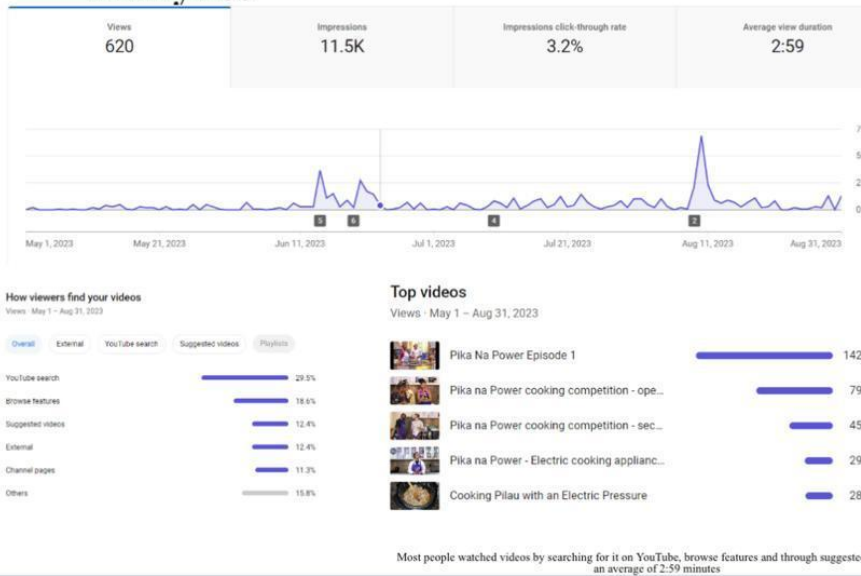 Views
620
Impressions
11.5K
Impressions click-through rate
3.2%
Average view duration
2:59
7
5
2
0
5
6
4
2
May 1, 2023
May 21, 2023
Jun 11, 2023
Jul 1, 2023
Jul 21, 2023
Aug 11, 2023
Aug 31, 2023
How viewers find your videos
Views · May 1 – Aug 31, 2023
Overall
External
YouTube search
Suggested videos
Playlists
YouTube search 29.5%
Browse features 18.6%
Suggested videos 12.4%
External 12.4%
Channel pages 11.3%
Others 15.8%
Top videos
Views · May 1 – Aug 31, 2023
Pika Na Power Episode 1 142
Pika na Power cooking competition - ope... 79
Pika na Power cooking competition - sec... 45
Pika na Power - Electric cooking applianc... 29
Cooking Pilau with an Electric Pressure 28
Most people watched videos by searching for it on YouTube, browse features and through suggeste
an average of 2:59 minutes